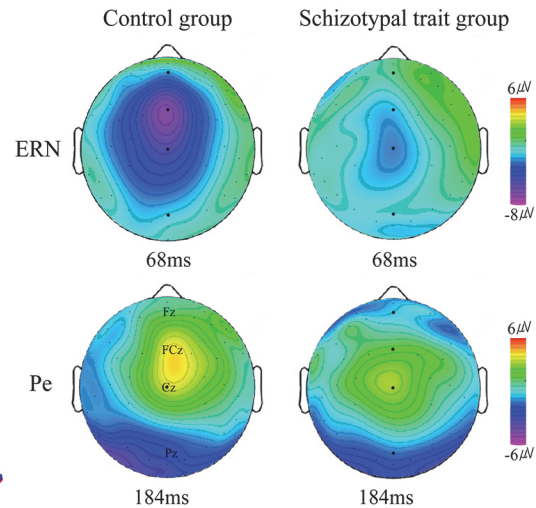 Control group
Schizotypal trait group
ERN
6μV
-8μV
68ms
68ms
Fz
FCz
Cz
Pz
Pe
6μV
-6μV
184ms
184ms